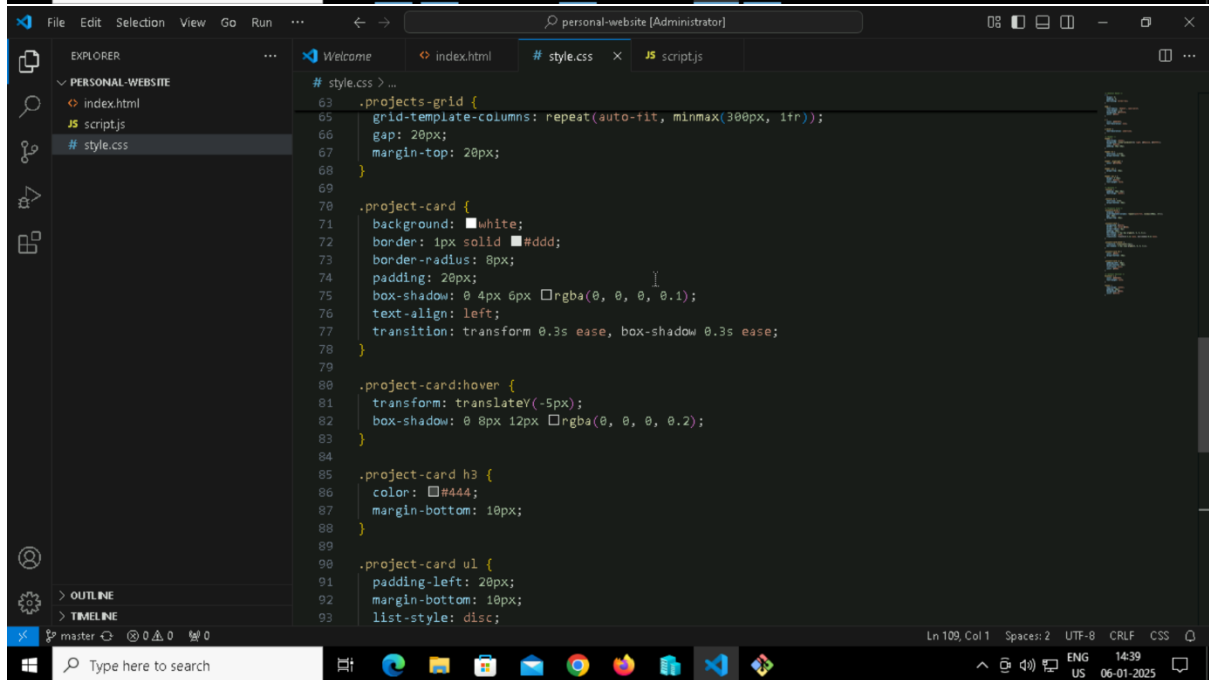 File Edit Selection View Go Run ··· personal-website [Administrator]
EXPLORER ···
PERSONAL-WEBSITE
index.html
JS script.js
# style.css
Welcome
index.html
# style.css
JS script.js
# style.css > ...
63 .projects-grid {
65 grid-template-columns: repeat(auto-fit, minmax(300px, 1fr));
66 gap: 20px;
67 margin-top: 20px;
68 }
69
70 .project-card {
71 background: white;
72 border: 1px solid #ddd;
73 border-radius: 8px;
74 padding: 20px;
75 box-shadow: 0 4px 6px rgba(0, 0, 0, 0.1);
76 text-align: left;
77 transition: transform 0.3s ease, box-shadow 0.3s ease;
78 }
79
80 .project-card:hover {
81 transform: translateY(-5px);
82 box-shadow: 0 8px 12px rgba(0, 0, 0, 0.2);
83 }
84
85 .project-card h3 {
86 color: #444;
87 margin-bottom: 10px;
88 }
89
90 .project-card ul {
91 padding-left: 20px;
92 margin-bottom: 10px;
93 list-style: disc;
OUTLINE
TIMELINE
master 0 0 0 Ln 109, Col 1 Spaces: 2 UTF-8 CRLF CSS
Type here to search
ENG
US
14:39
06-01-2025